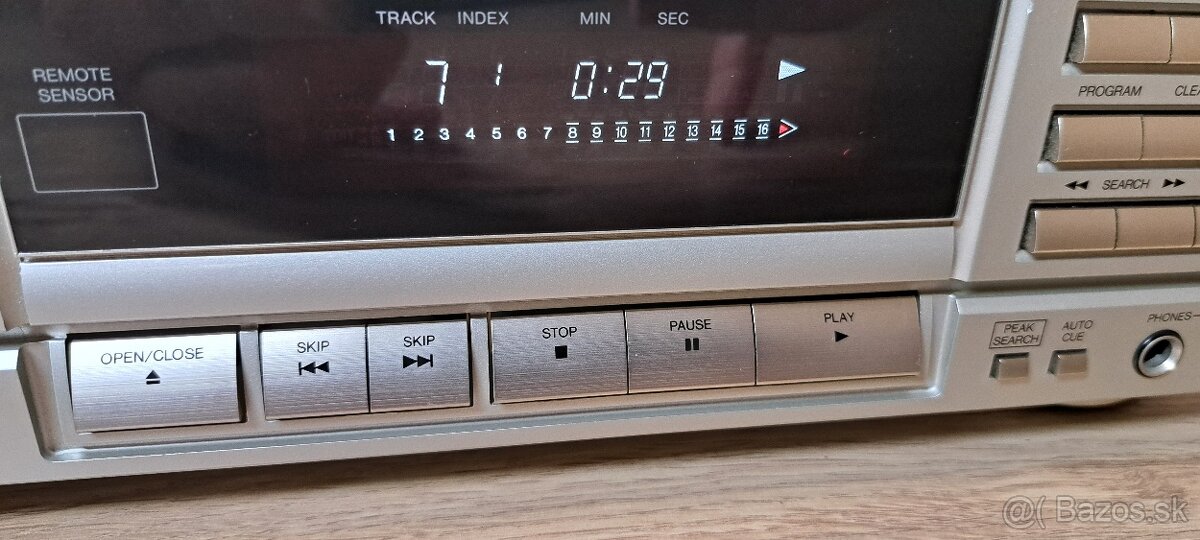 TRACK INDEX MIN SEC
7 1 0:29
1 2 3 4 5 6 7 8 9 10 11 12 13 14 15 16
REMOTE
SENSOR
PROGRAM
SEARCH
OPEN/CLOSE
SKIP
SKIP
STOP
PAUSE
PLAY
PEAK
SEARCH
AUTO
CUE
PHONES
@( Bazos.sk